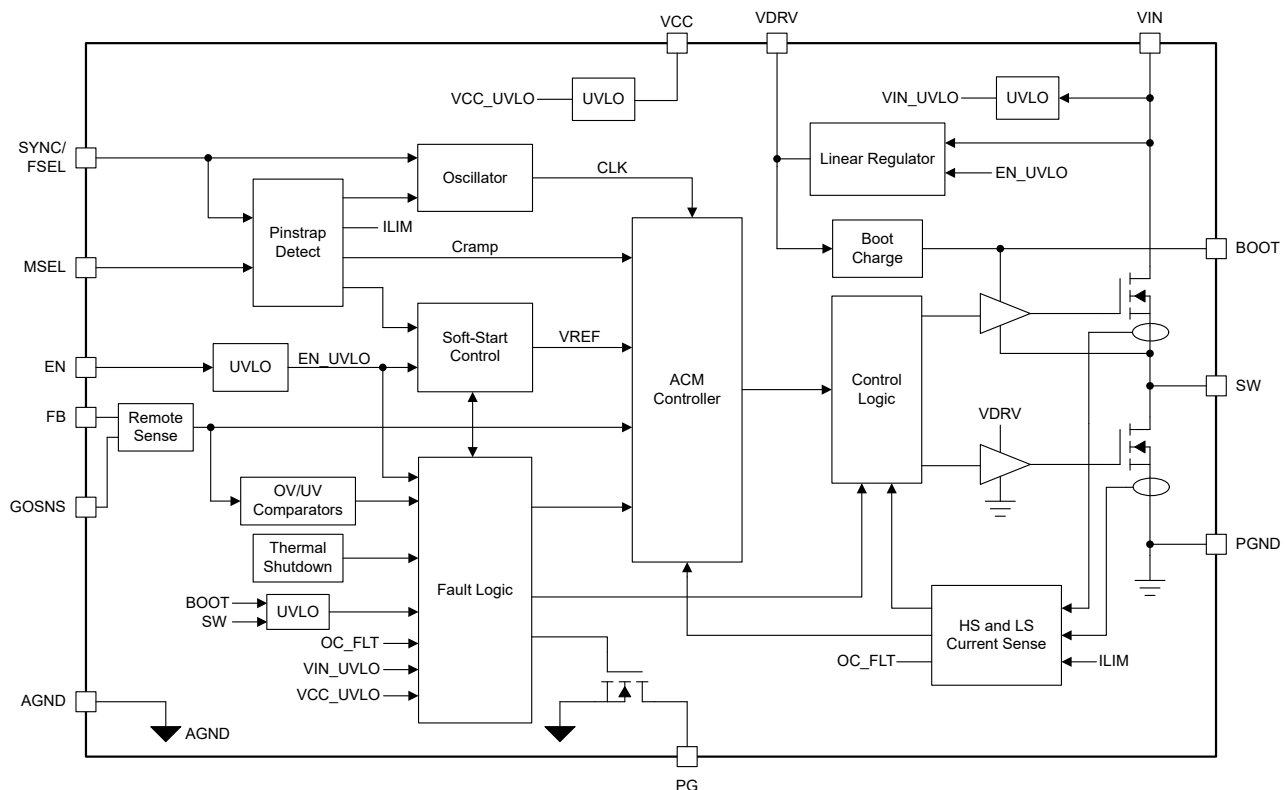 VCC
VDRV
VIN
VCC_UVLO
UVLO
VIN_UVLO
UVLO
SYNC/
FSEL
Oscillator
CLK
Linear Regulator
EN_UVLO
Pinstrap
Detect
ILIM
Cramp
MSEL
Boot
Charge
BOOT
Soft-Start
Control
VREF
EN
UVLO
EN_UVLO
ACM
Controller
Control
Logic
SW
FB
Remote
Sense
VDRV
GOSNS
OV/UV
Comparators
Thermal
Shutdown
Fault Logic
PGND
BOOT
SW
UVLO
OC_FLT
VIN_UVLO
VCC_UVLO
HS and LS
Current Sense
OC_FLT
ILIM
AGND
AGND
PG